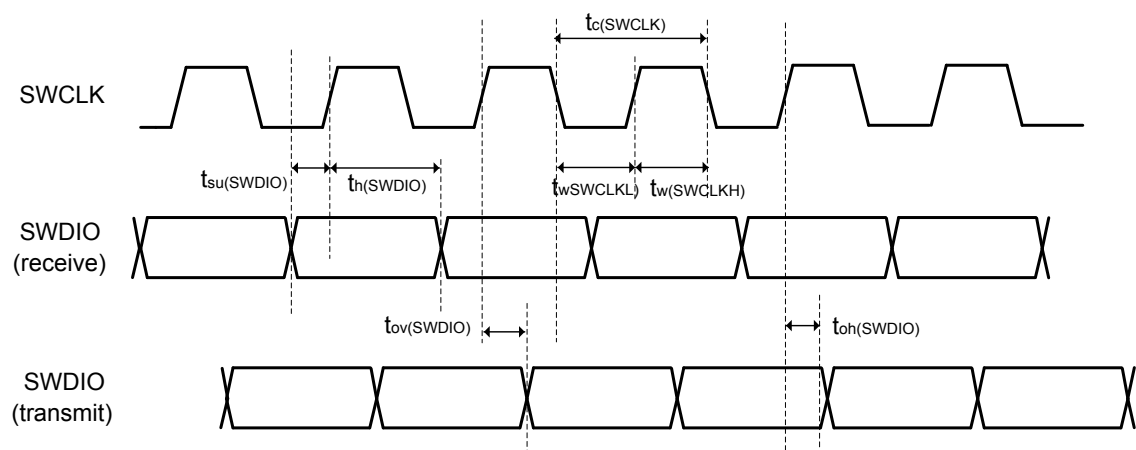 tc(SWCLK)
SWCLK
tsu(SWDIO)
th(SWDIO)
twSWCLKL)
tw(SWCLKH)
SWDIO
(receive)
tov(SWDIO)
toh(SWDIO)
SWDIO
(transmit)